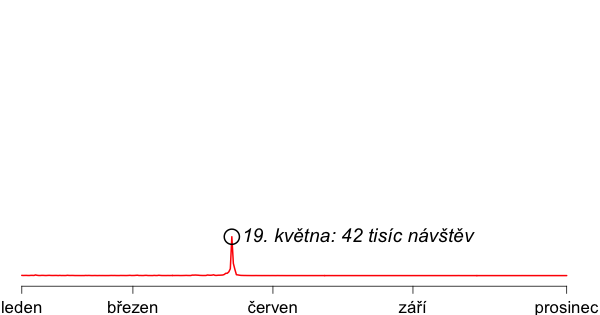 19. května: 42 tisíc návštěv
leden březen červen září prosinec